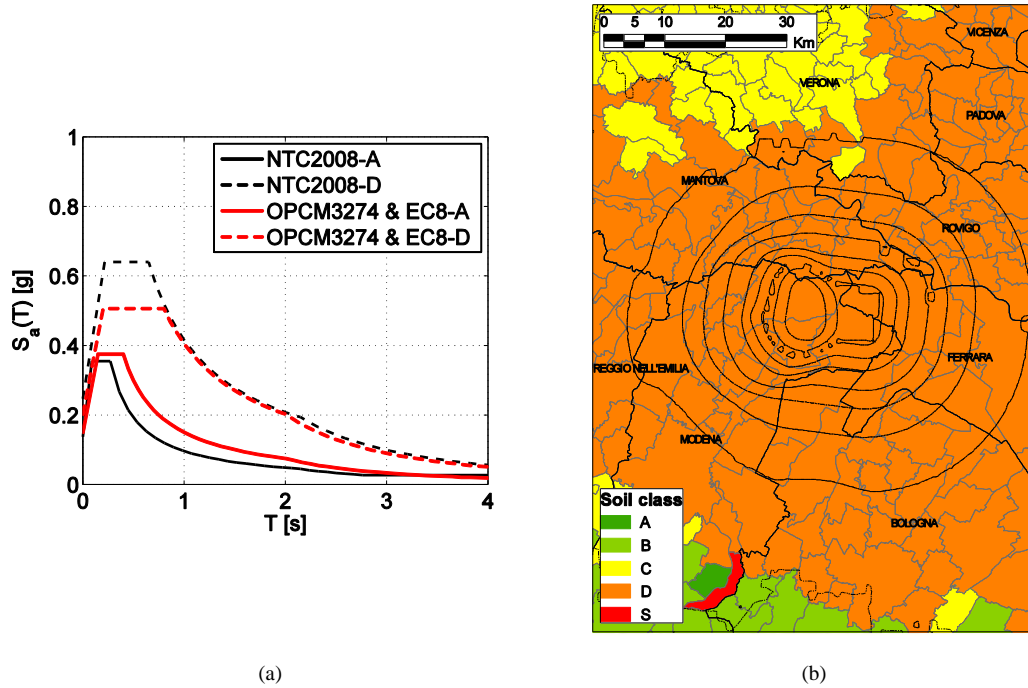 1
0.8
0.6
0.4
0.2
0
0 1 2 3 4
S_a(T) [g]
T [s]
NTC2008-A
NTC2008-D
OPCM3274 & EC8-A
OPCM3274 & EC8-D
(a)
0 5 10 20 30
Km
VICENZA
VERONA
PADOVA
MANTOVA
ROVIGO
FERRARA
REGGIO NELL'EMILIA
MODENA
BOLOGNA
Soil class
A
B
C
D
S
(b)